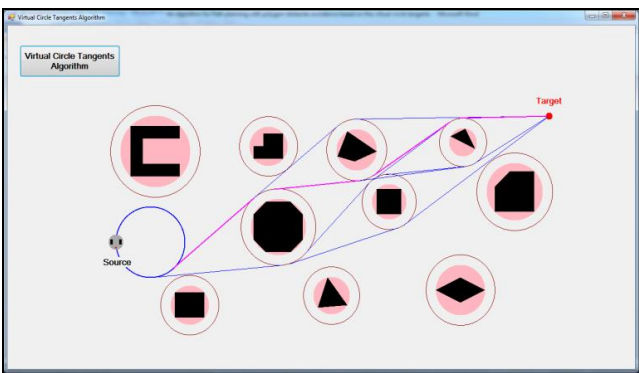 Virtual Circle Tangents Algorithm
Virtual Circle Tangents
Algorithm
Target
Source